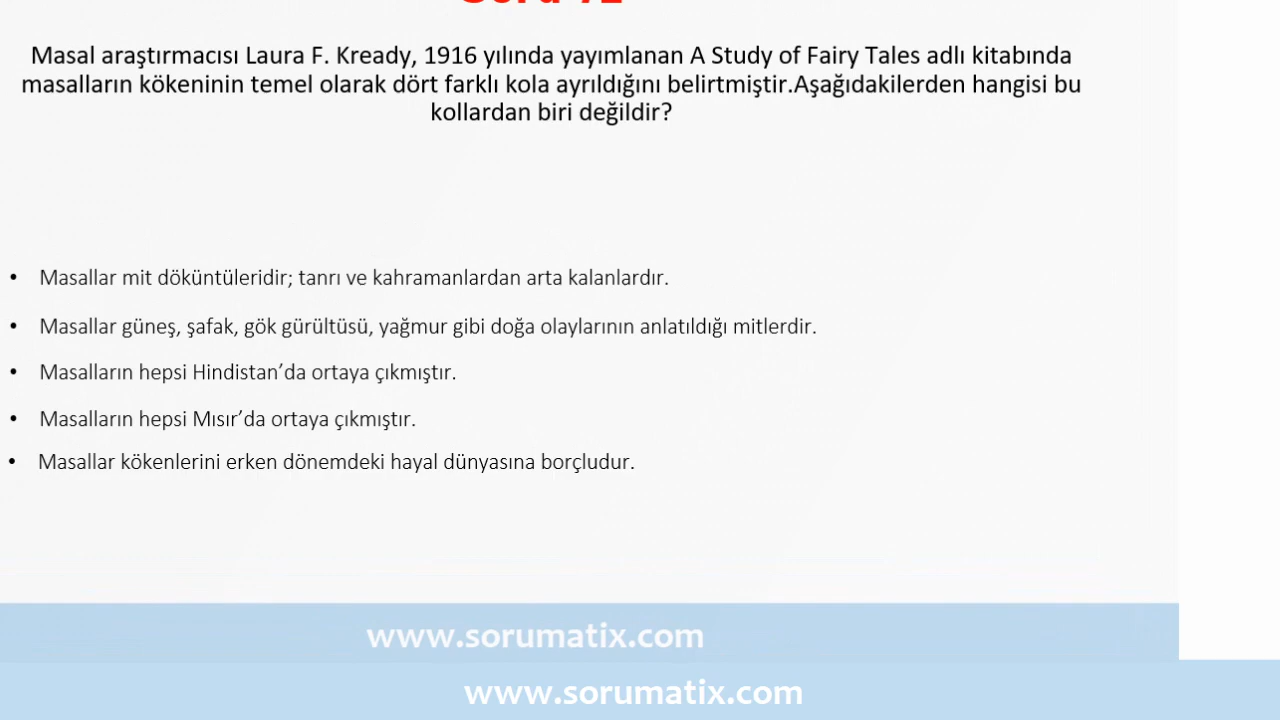 Masal araştırmacısı Laura F. Kready, 1916 yılında yayımlanan A Study of Fairy Tales adlı kitabında
masalların kökeninin temel olarak dört farklı kola ayrıldığını belirtmiştir.Aşağıdakilerden hangisi bu
kollardan biri değildir?
• Masallar mit döküntüleridir; tanrı ve kahramanlardan arta kalanlardır.
• Masallar güneş, şafak, gök gürültüsü, yağmur gibi doğa olaylarının anlatıldığı mitlerdir.
• Masalların hepsi Hindistan’da ortaya çıkmıştır.
• Masalların hepsi Mısır’da ortaya çıkmıştır.
• Masallar kökenlerini erken dönemdeki hayal dünyasına borçludur.
www.sorumatix.com
www.sorumatix.com